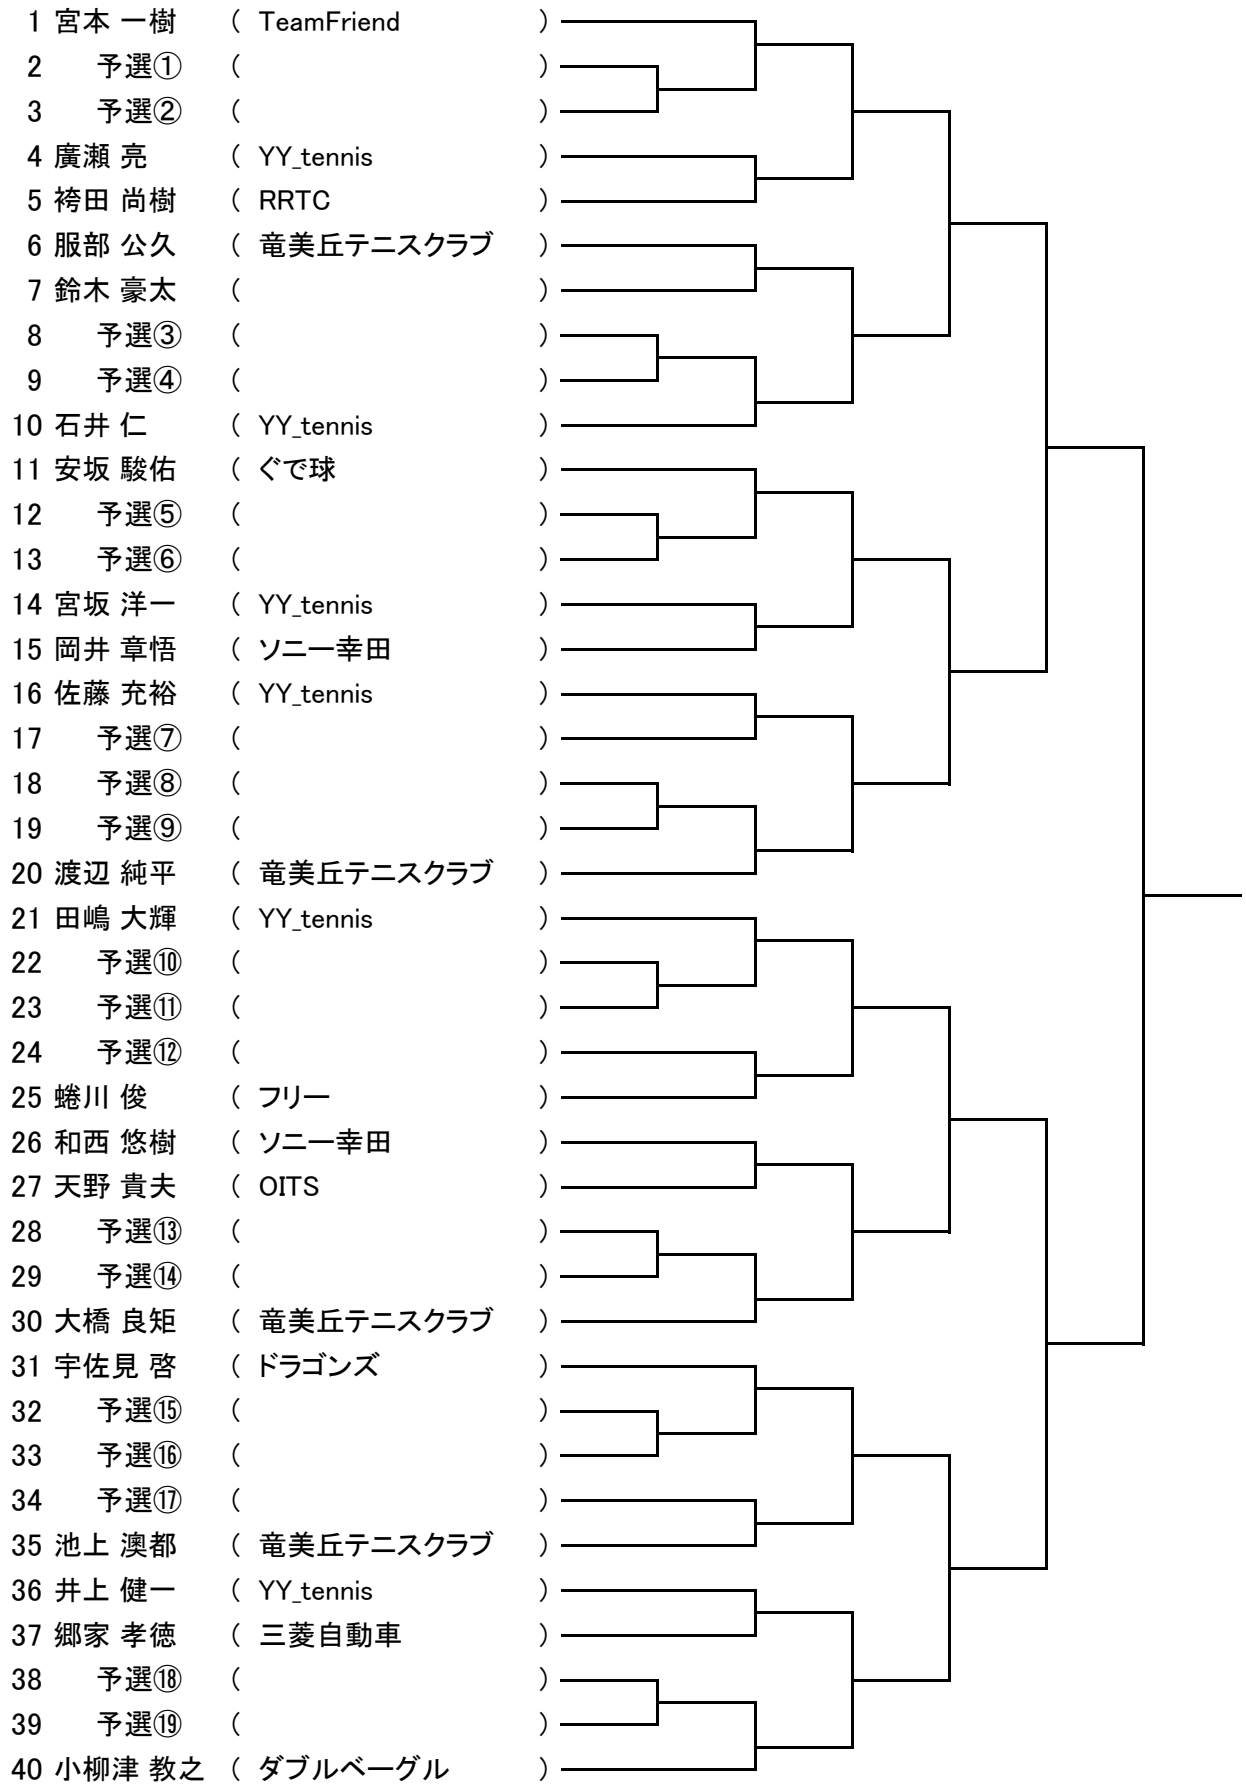 1 宮本 一樹 ( TeamFriend )
2 予選① ( )
3 予選② ( )
4 廣瀬 亮 ( YY_tennis )
5 袴田 尚樹 ( RRTC )
6 服部 公久 ( 竜美丘テニスクラブ )
7 鈴木 豪太 ( )
8 予選③ ( )
9 予選④ ( )
10 石井 仁 ( YY_tennis )
11 安坂 駿佑 ( ぐで球 )
12 予選⑤ ( )
13 予選⑥ ( )
14 宮坂 洋一 ( YY_tennis )
15 岡井 章悟 ( ソニー幸田 )
16 佐藤 充裕 ( YY_tennis )
17 予選⑦ ( )
18 予選⑧ ( )
19 予選⑨ ( )
20 渡辺 純平 ( 竜美丘テニスクラブ )
21 田嶋 大輝 ( YY_tennis )
22 予選⑩ ( )
23 予選⑪ ( )
24 予選⑫ ( )
25 蜷川 俊 ( フリー )
26 和西 悠樹 ( ソニー幸田 )
27 天野 貴夫 ( OITS )
28 予選⑬ ( )
29 予選⑭ ( )
30 大橋 良矩 ( 竜美丘テニスクラブ )
31 宇佐見 啓 ( ドラゴンズ )
32 予選⑮ ( )
33 予選⑯ ( )
34 予選⑰ ( )
35 池上 澳都 ( 竜美丘テニスクラブ )
36 井上 健一 ( YY_tennis )
37 郷家 孝徳 ( 三菱自動車 )
38 予選⑱ ( )
39 予選⑲ ( )
40 小柳津 教之 ( ダブルベーグル )